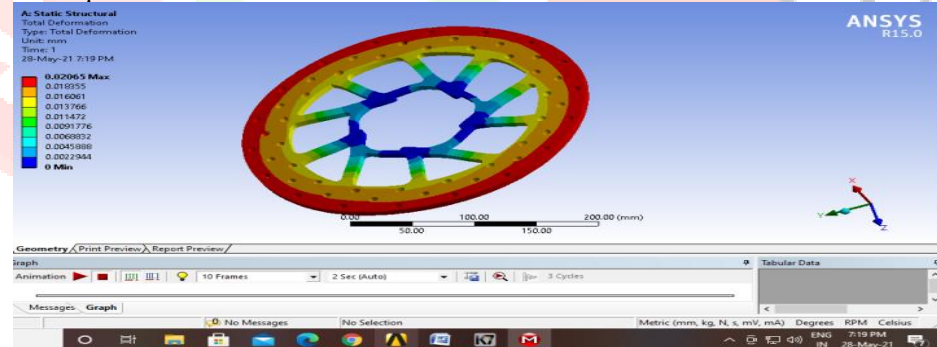 A: Static Structural
Total Deformation
Type: Total Deformation
Unit: mm
Time: 1
28-May-21 7:19 PM
0.02065 Max
0.018355
0.016061
0.013766
0.011472
0.0091776
0.0068832
0.0045888
0.0022944
0 Min
ANSYS
R15.0
0.00 100.00 200.00 (mm)
50.00 150.00
X
Y
Z
Geometry Print Preview Report Preview
Graph
Tabular Data
Animation 10 Frames 2 Sec (Auto) 3 Cycles
Messages Graph
No Messages No Selection Metric (mm, kg, N, s, mV, mA) Degrees RPM Celsius
K7 M ENG 7:19 PM
IN 28-May-21